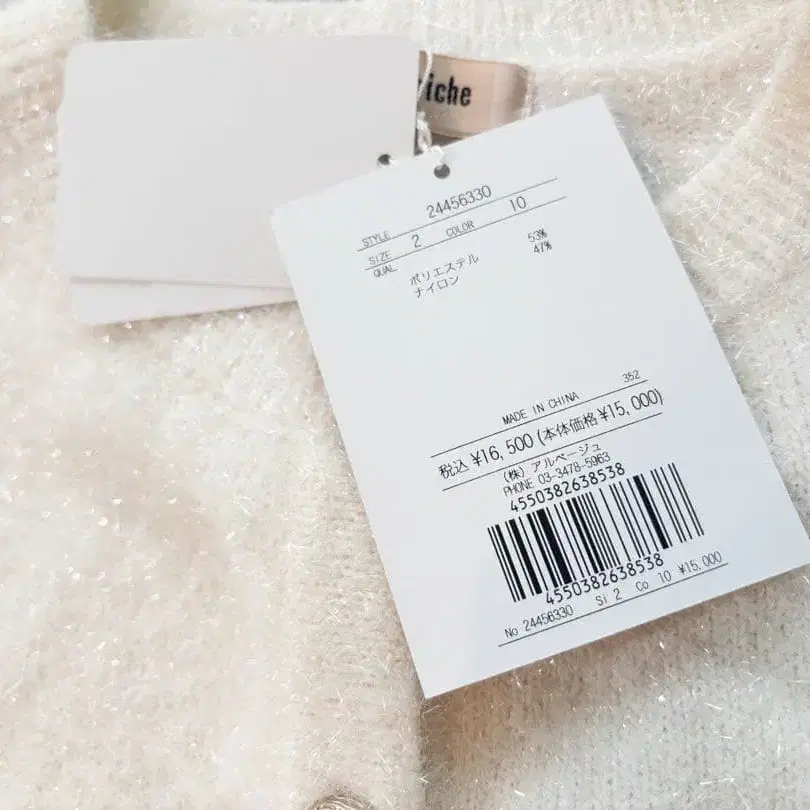 riche
STYLE 24456330
SIZE 2 COLOR 10
QUAL
ポリエステル 53%
ナイロン 47%
352
MADE IN CHINA
税込 ¥16,500(本体価格¥15,000)
(株) アルページュ
PHONE 03-3478-5963
4550382638538
4550382638538
No 24456330 Si 2 Co 10 ¥15,000